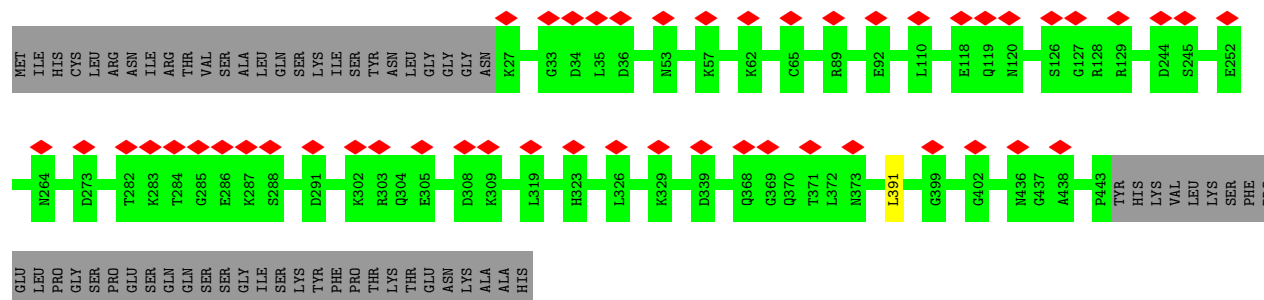 MET ILE HIS CYS LEU ARG ASN ILE ARG THR VAL SER ALA LEU GLN SER LYS ILE SER TYR ASN LEU GLY GLY GLY ASN K27 G33 D34 L35 D36 N53 K57 K62 C65 R89 E92 L110 E118 Q119 N120 S126 G127 R128 R129 D244 S245 E252
N264 D273 T282 K283 T284 G285 E286 K287 S288 D291 K302 R303 Q304 E305 D308 K309 L319 H323 L326 K329 D339 Q368 G369 Q370 T371 L372 N373 L391 G399 G402 N436 G437 A438 P443 TYR HIS LYS VAL LEU LYS SER PHE
GLU LEU PRO GLY SER PRO GLU SER GLN GLN SER SER GLY ILE SER LYS TYR PHE PRO THR LYS THR GLU ASN LYS ALA ALA HIS